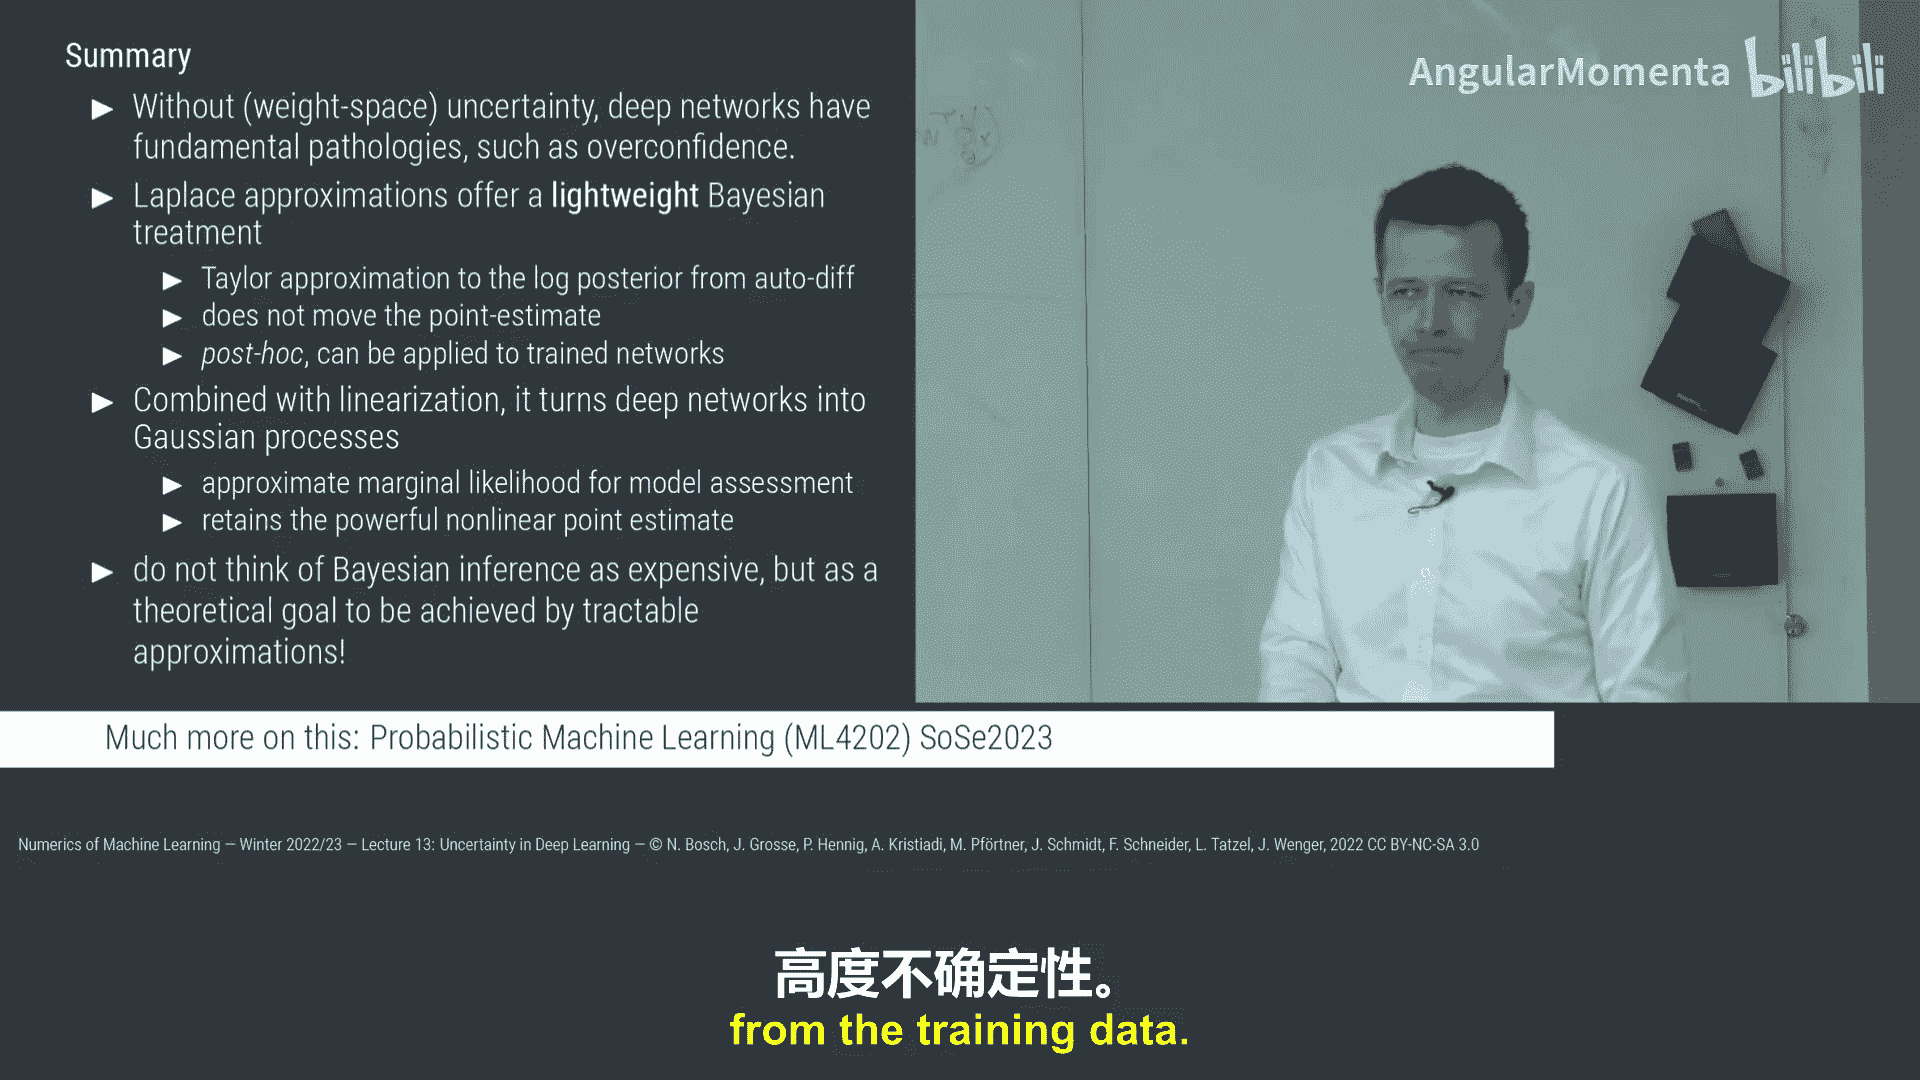 Summary
▶ Without (weight-space) uncertainty, deep networks have
fundamental pathologies, such as overconfidence.
▶ Laplace approximations offer a lightweight Bayesian
treatment
▶ Taylor approximation to the log posterior from auto-diff
▶ does not move the point-estimate
▶ post-hoc, can be applied to trained networks
▶ Combined with linearization, it turns deep networks into
Gaussian processes
▶ approximate marginal likelihood for model assessment
▶ retains the powerful nonlinear point estimate
▶ do not think of Bayesian inference as expensive, but as a
theoretical goal to be achieved by tractable
approximations!
AngularMomenta bilibili
Much more on this: Probabilistic Machine Learning (ML4202) SoSe2023
Numerics of Machine Learning — Winter 2022/23 — Lecture 13: Uncertainty in Deep Learning — © N. Bosch, J. Grosse, P. Hennig, A. Kristiadi, M. Pförtner, J. Schmidt, F. Schneider, L. Tatzel, J. Wenger, 2022 CC BY-NC-SA 3.0
高度不确定性。
from the training data.